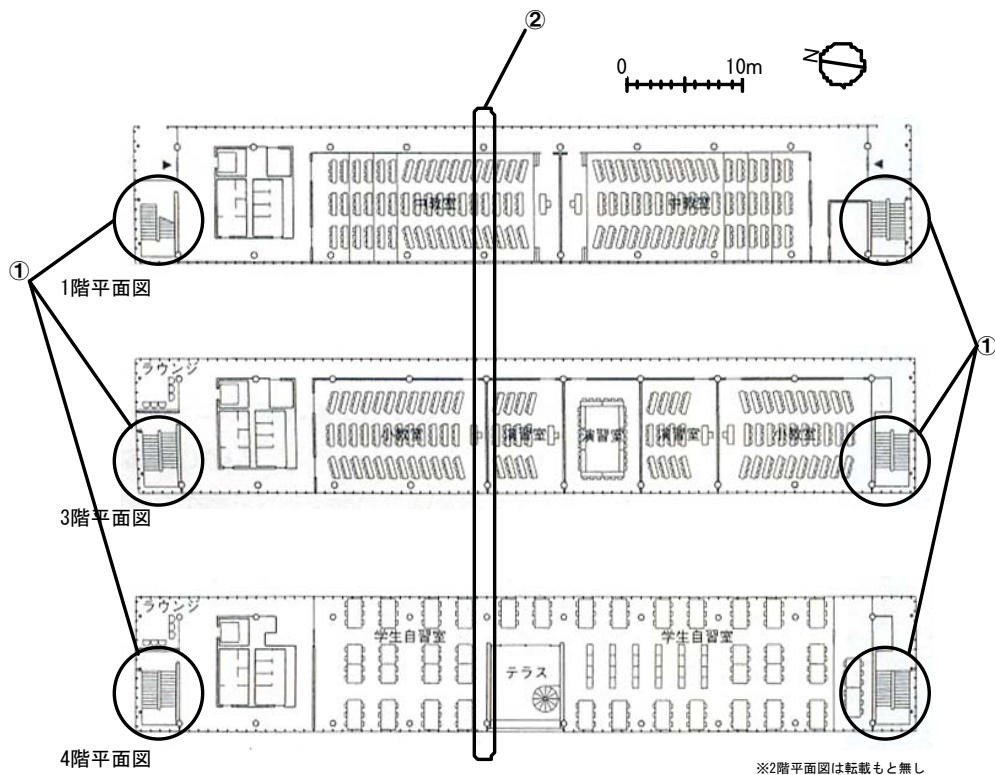 ②
0 10m
N
中教室 中教室
①
1階平面図
①
ラウンジ
小教室 演習室 演習室 演習室 小教室
3階平面図
ラウンジ
学生自習室 学生自習室
テラス
4階平面図
※2階平面図は転載もと無し